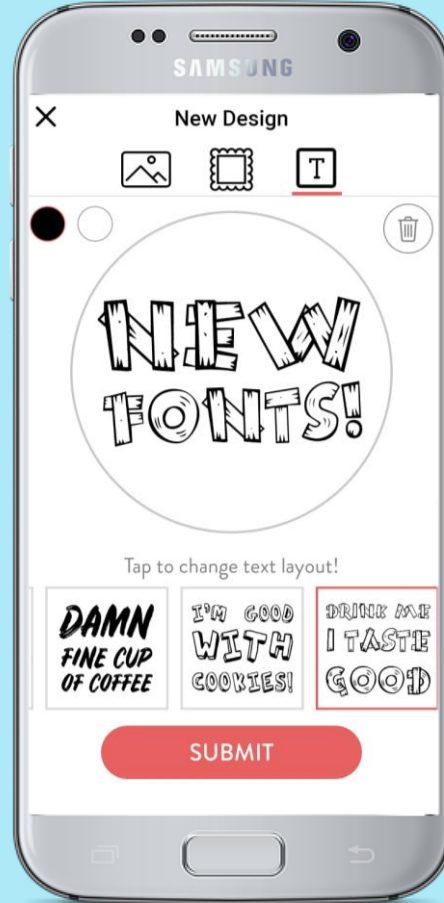 SAMSUNG
New Design
T
NEW
FONTS!
Tap to change text layout!
DAMN
FINE CUP
OF COFFEE
I'M GOOD
WITH
COOKIES!
DRINK ME
I TASTE
GOOD
SUBMIT